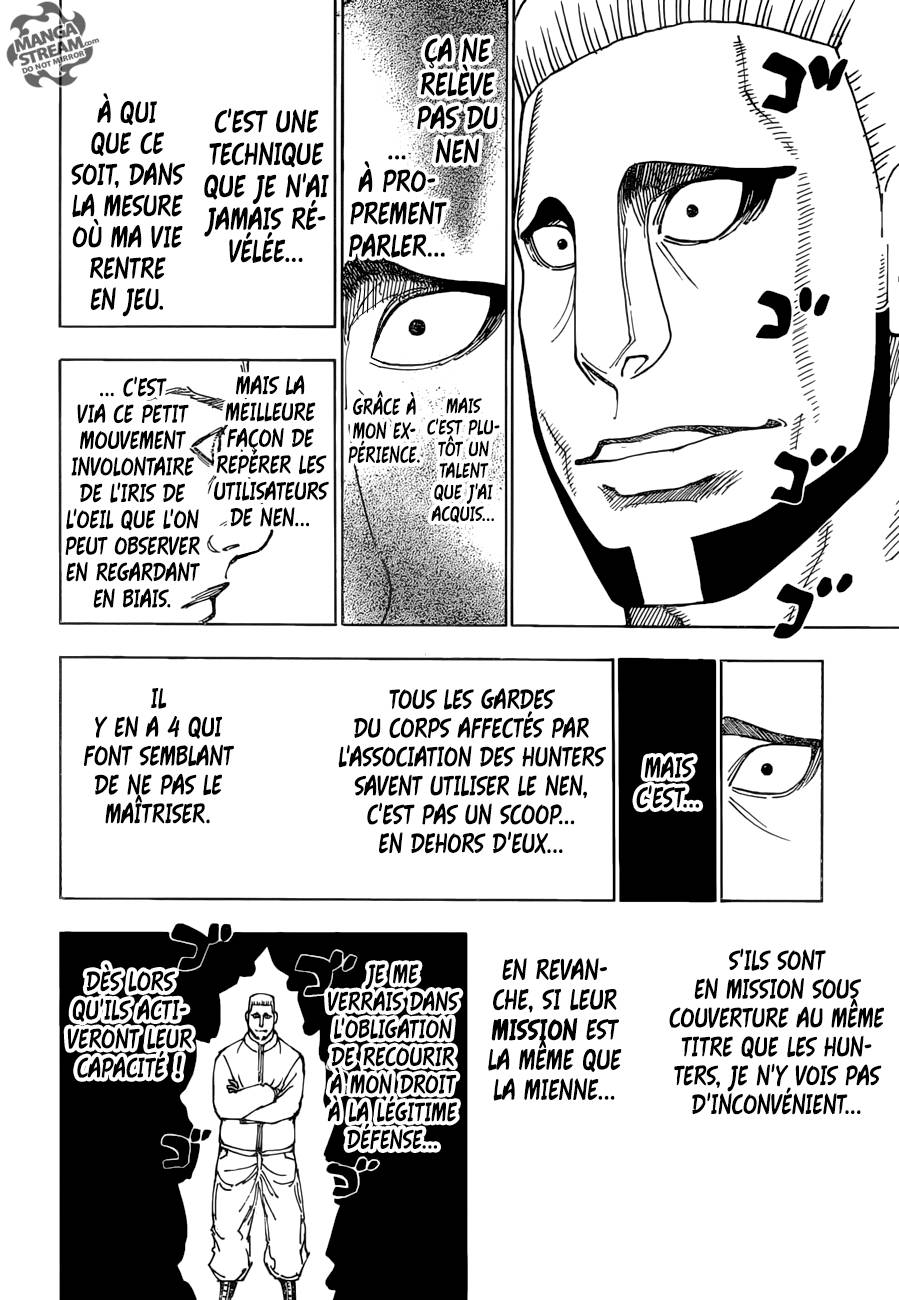 MANGA
STREAM.com
DO NOT MIRROR
ゴゴゴゴ
ÇA NE
RELÈVE
PAS DU
NEN
...
À PRO-
PREMENT
PARLER...
MAIS
C'EST PLU-
TÔT UN
TALENT
QUE J'AI
ACQUIS...
GRÂCE À
MON EX-
PÉRIENCE.
C'EST UNE
TECHNIQUE
QUE JE N'AI
JAMAIS RÉ-
VÉLÉE...
À QUI
QUE CE
SOIT, DANS
LA MESURE
OÙ MA VIE
RENTRE
EN JEU.
MAIS LA
MEILLEURE
FAÇON DE
REPÉRER LES
UTILISATEURS
DE NEN...
... C'EST
VIA CE PETIT
MOUVEMENT
INVOLONTAIRE
DE L'IRIS DE
L'OEIL QUE L'ON
PEUT OBSERVER
EN REGARDANT
EN BIAIS.
MAIS
C'EST...
TOUS LES GARDES
DU CORPS AFFECTÉS PAR
L'ASSOCIATION DES HUNTERS
SAVENT UTILISER LE NEN,
C'EST PAS UN SCOOP...
EN DEHORS D'EUX...
IL
Y EN A 4 QUI
FONT SEMBLANT
DE NE PAS LE
MAÎTRISER.
S'ILS SONT
EN MISSION SOUS
COUVERTURE AU MÊME
TITRE QUE LES HUN-
TERS, JE N'Y VOIS PAS
D'INCONVÉNIENT...
EN REVAN-
CHE, SI LEUR
MISSION EST
LA MÊME QUE
LA MIENNE...
JE ME
VERRAIS DANS
L'OBLIGATION
DE RECOURIR
À MON DROIT
À LA LÉGITIME
DÉFENSE...
DÈS LORS
QU'ILS ACTI-
VERONT LEUR
CAPACITÉ !
ゴゴゴゴ